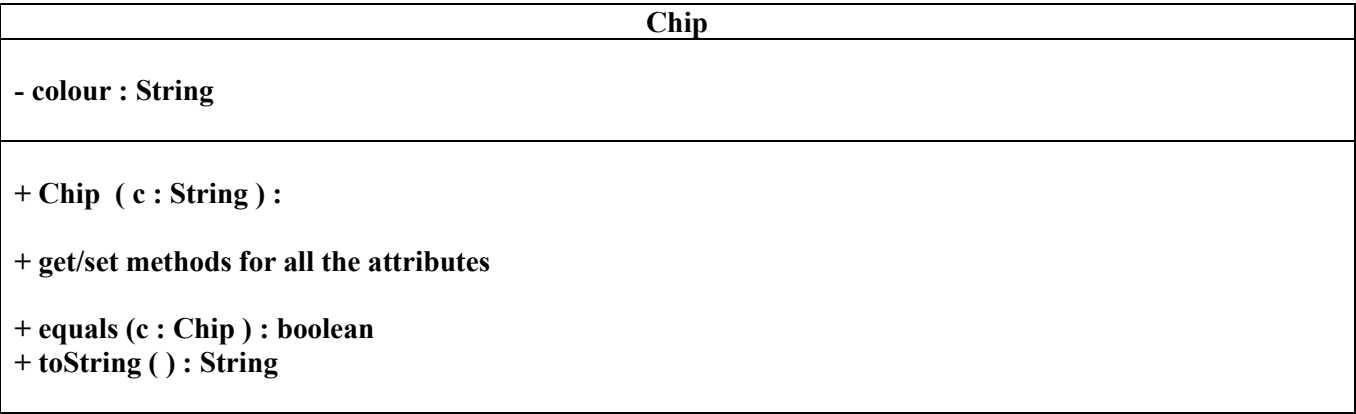 Chip
- colour : String
+ Chip ( c : String ) :
+ get/set methods for all the attributes
+ equals (c : Chip ) : boolean
+ toString ( ) : String